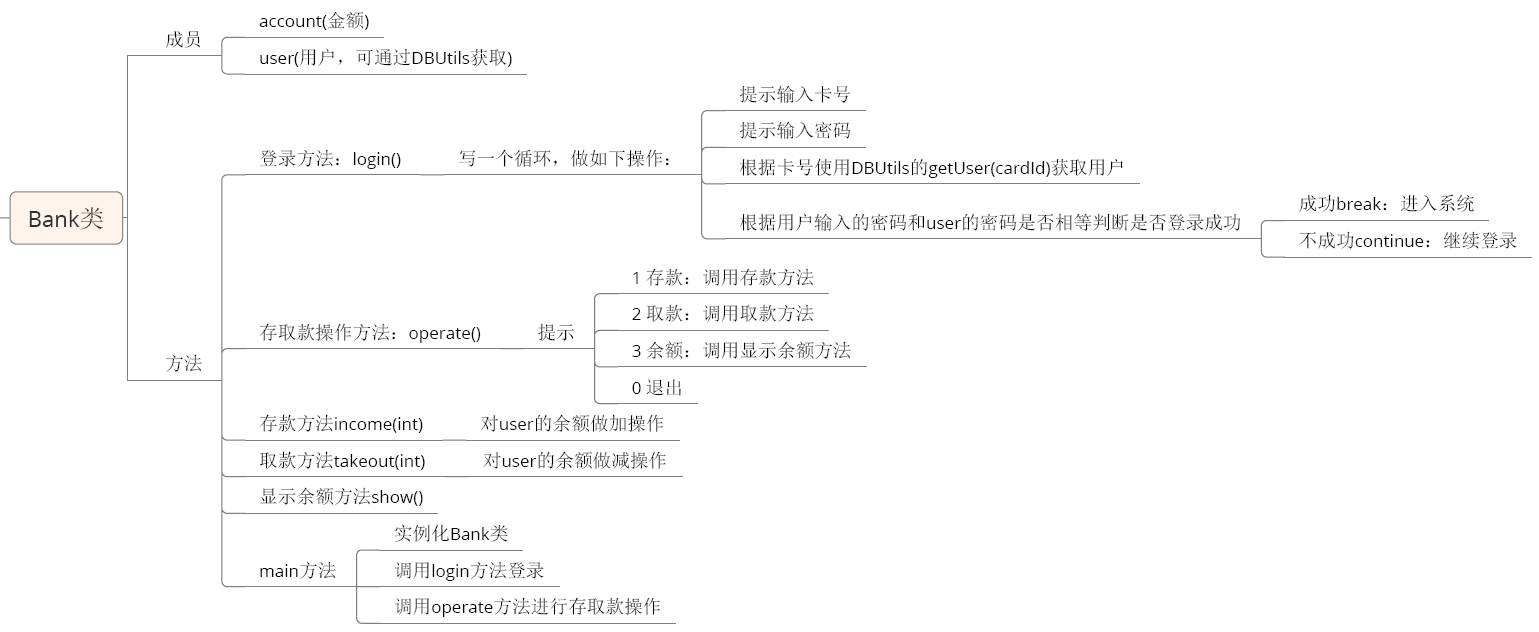 Bank类
成员
account(金额)
user(用户，可通过DBUtils获取)
方法
登录方法：login()
写一个循环，做如下操作：
提示输入卡号
提示输入密码
根据卡号使用DBUtils的getUser(cardId)获取用户
根据用户输入的密码和user的密码是否相等判断是否登录成功
成功break：进入系统
不成功continue：继续登录
存取款操作方法：operate()
提示
1 存款：调用存款方法
2 取款：调用取款方法
3 余额：调用显示余额方法
0 退出
存款方法income(int)
对user的余额做加操作
取款方法takeout(int)
对user的余额做减操作
显示余额方法show()
main方法
实例化Bank类
调用login方法登录
调用operate方法进行存取款操作